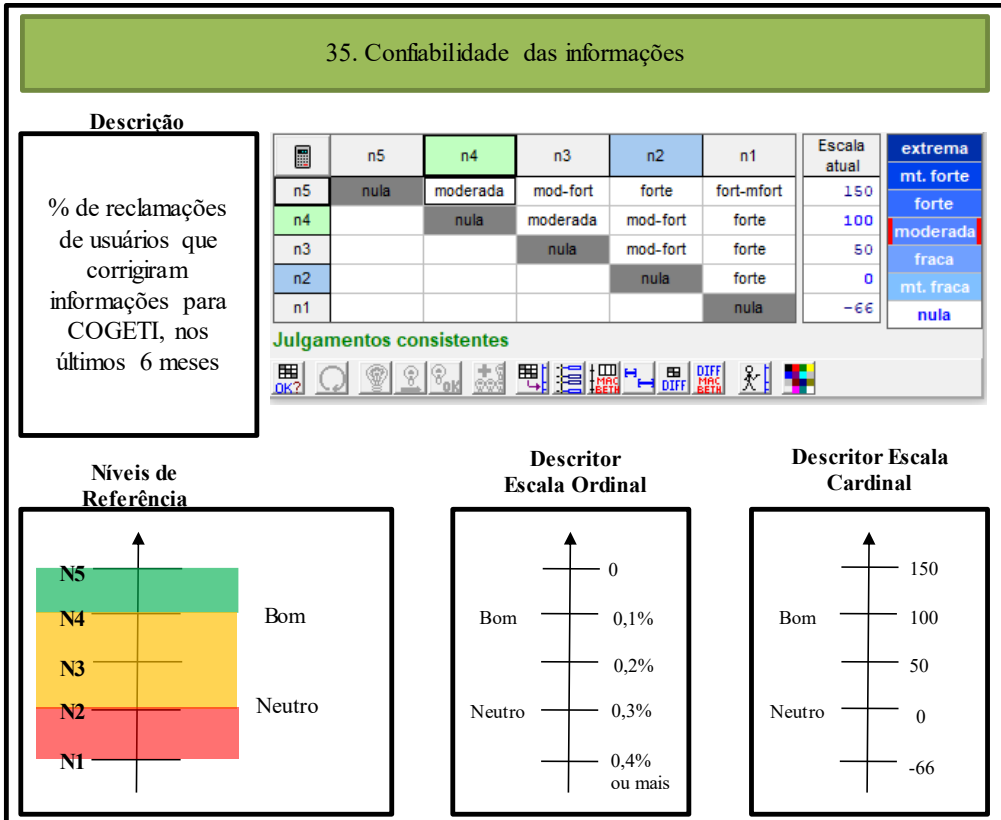 35. Confiabilidade das informações
Descrição
% de reclamações
de usuários que
corrigiram
informações para
COGETI, nos
últimos 6 meses
n5 n4 n3 n2 n1 Escala atual
n5 nula moderada mod-fort forte fort-mfort 150
n4 nula moderada mod-fort forte 100
n3 nula mod-fort forte 50
n2 nula forte 0
n1 nula -66
extrema
mt. forte
forte
moderada
fraca
mt. fraca
nula
Julgamentos consistentes
OK? OK MAC BETH DIFF DIFF MAC BETH
Níveis de
Referência
N5
N4 Bom
N3
N2 Neutro
N1
Descritor
Escala Ordinal
0
Bom 0,1%
0,2%
Neutro 0,3%
0,4%
ou mais
Descritor Escala
Cardinal
150
Bom 100
50
Neutro 0
-66